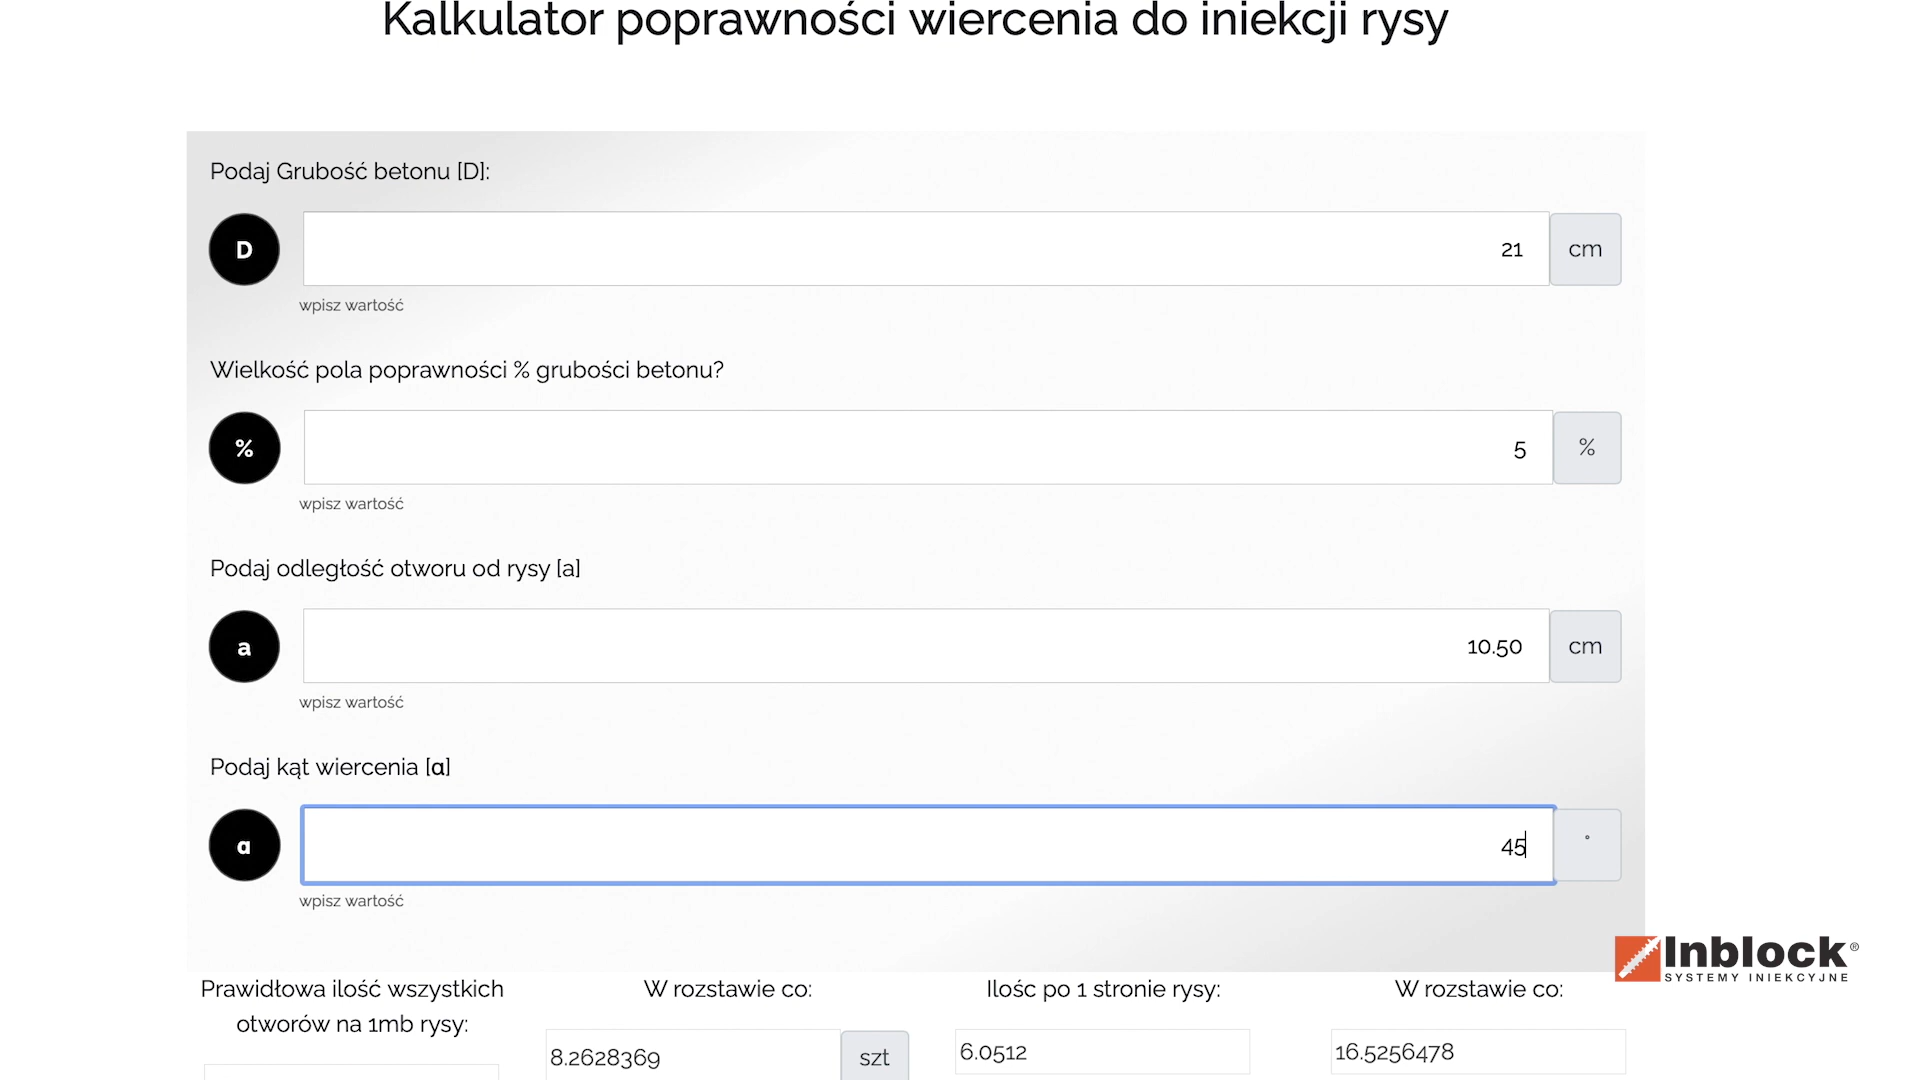 Kalkulator poprawności wiercenia do iniekcji rysy
Podaj Grubość betonu [D]:
D
21
cm
wpisz wartość
Wielkość pola poprawności % grubości betonu?
%
5
%
wpisz wartość
Podaj odległość otworu od rysy [a]
a
10.50
cm
wpisz wartość
Podaj kąt wiercenia [ɑ]
ɑ
45
°
wpisz wartość
Inblock®
SYSTEMY INIEKCYJNE
Prawidłowa ilość wszystkich
otworów na 1mb rysy:
W rozstawie co:
8.2628369
szt
Ilośc po 1 stronie rysy:
6.0512
W rozstawie co:
16.5256478